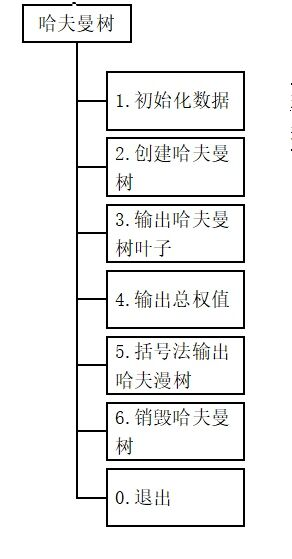 哈夫曼树
1.初始化数据
2.创建哈夫曼
树
3.输出哈夫曼
树叶子
4.输出总权值
5.括号法输出
哈夫漫树
6.销毁哈夫曼
树
0.退出